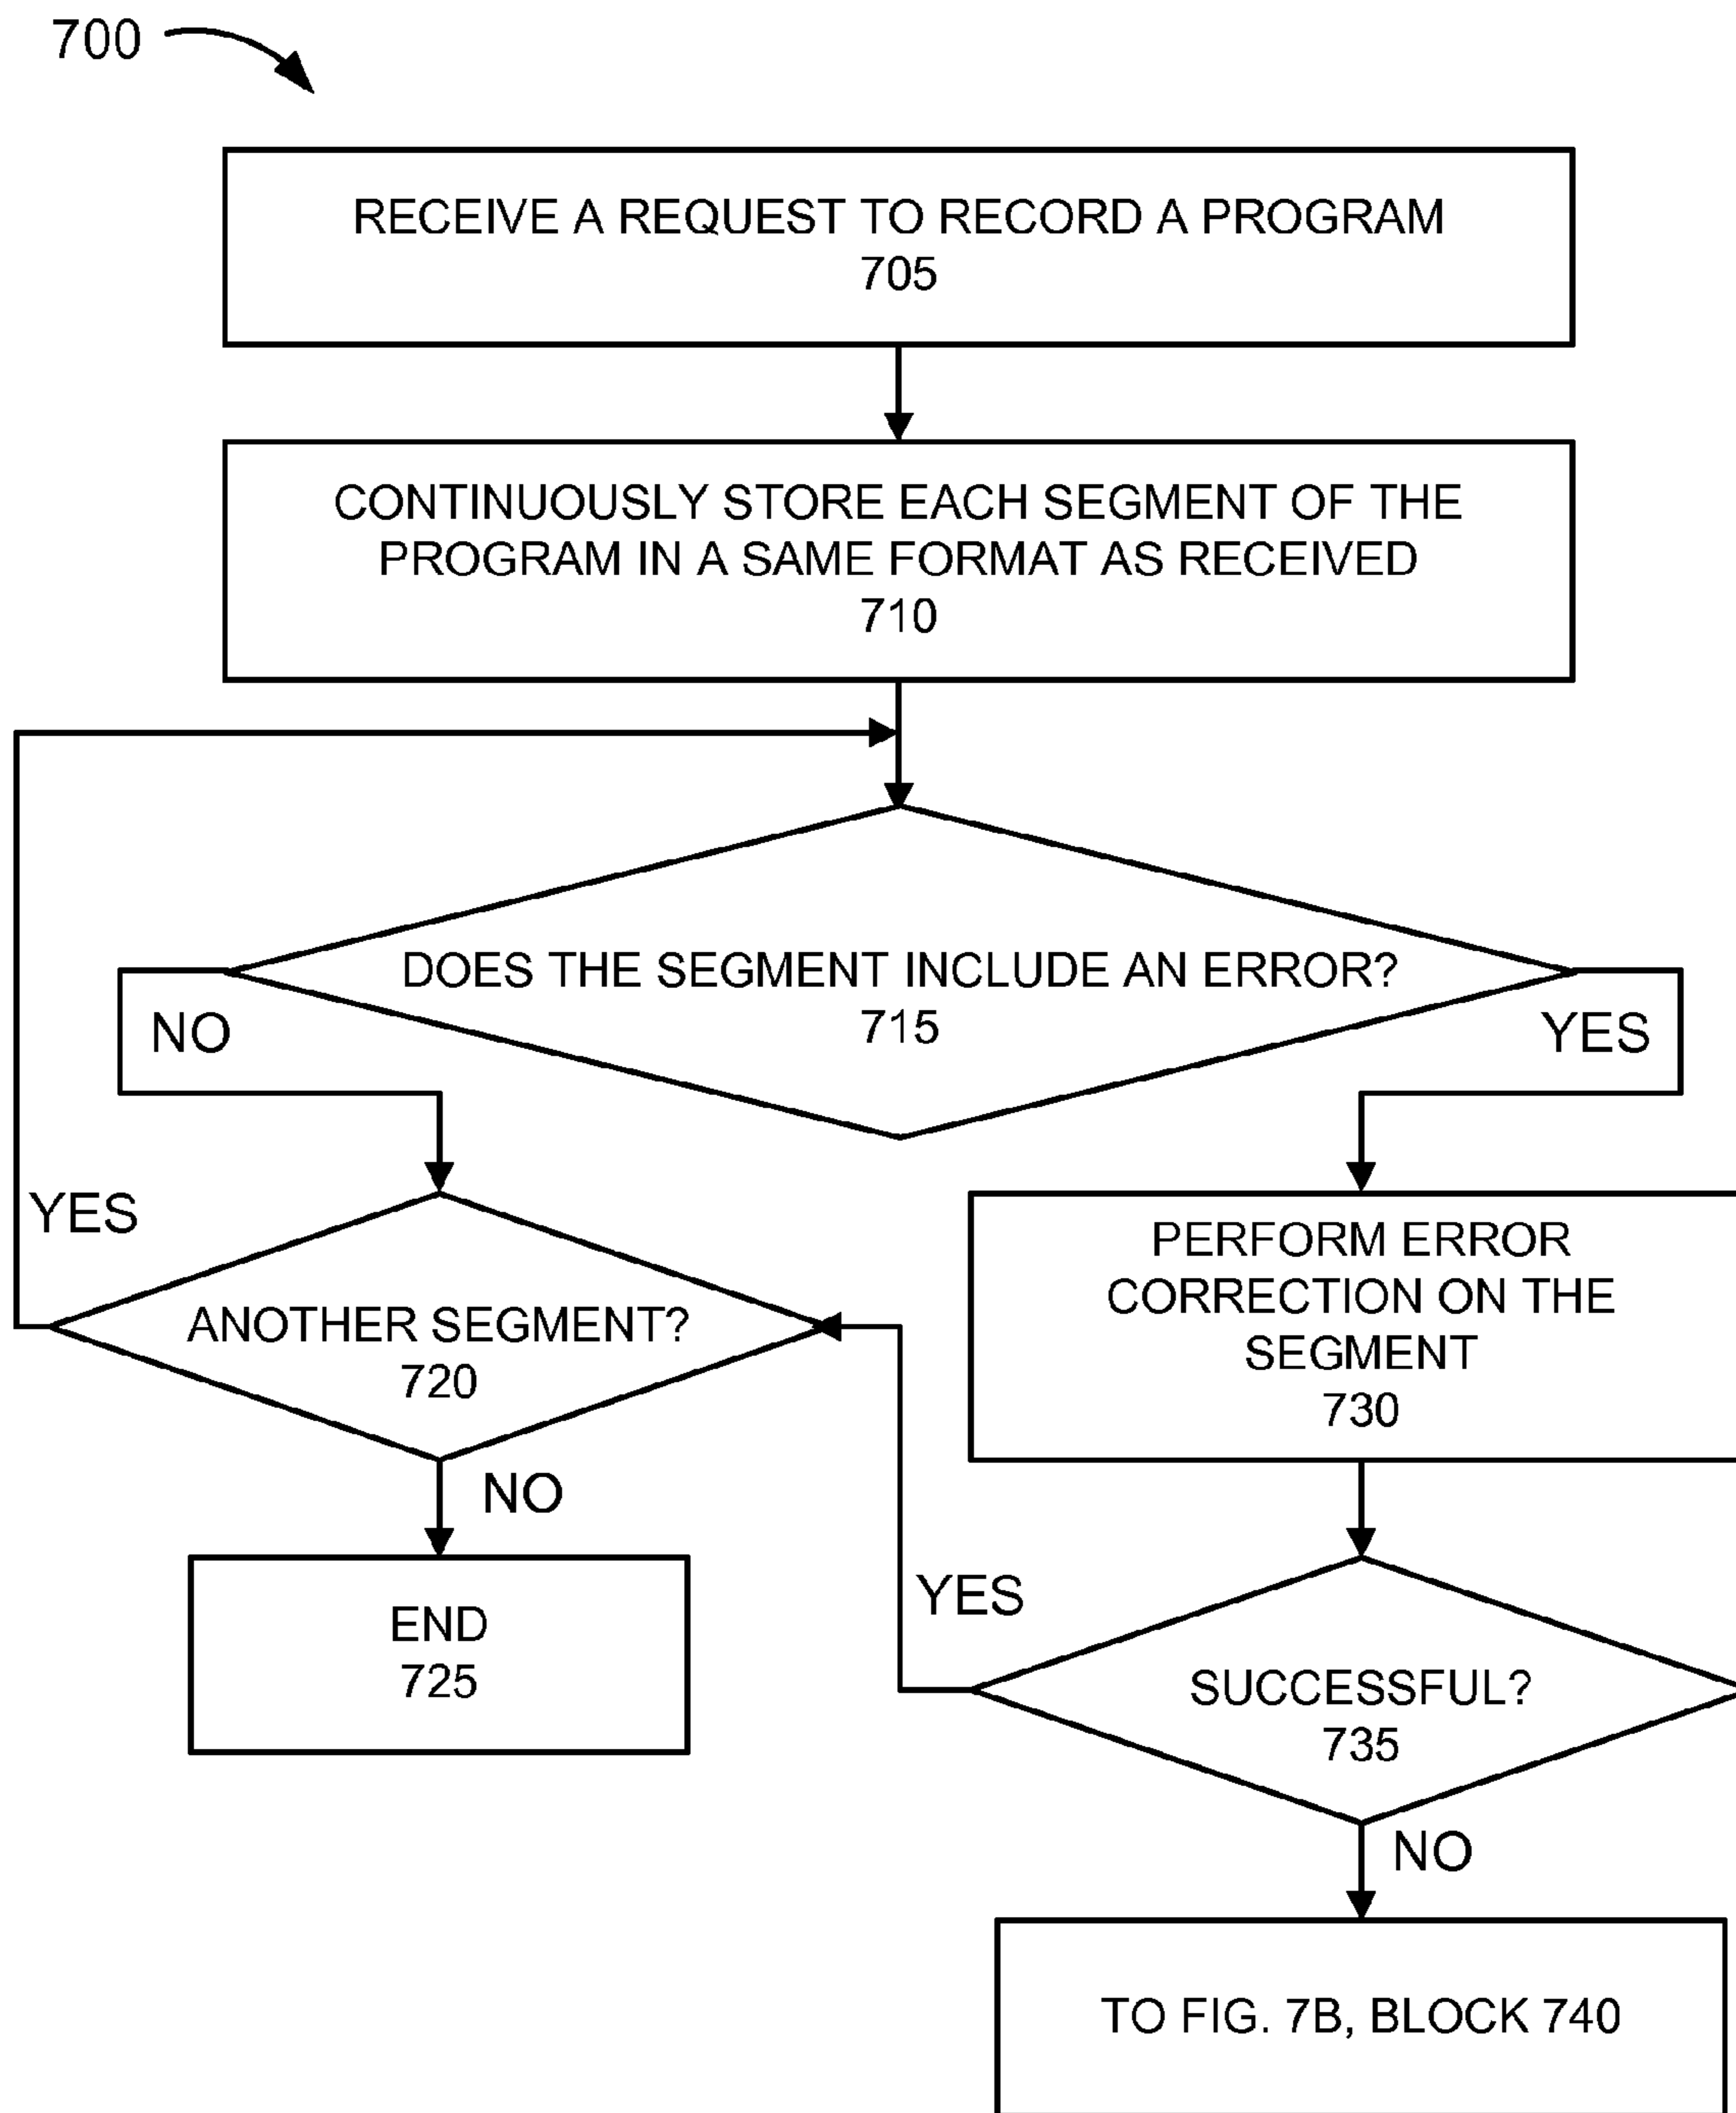 700
RECEIVE A REQUEST TO RECORD A PROGRAM
705
CONTINUOUSLY STORE EACH SEGMENT OF THE
PROGRAM IN A SAME FORMAT AS RECEIVED
710
DOES THE SEGMENT INCLUDE AN ERROR?
715
NO
YES
YES
ANOTHER SEGMENT?
720
NO
END
725
PERFORM ERROR
CORRECTION ON THE
SEGMENT
730
YES
SUCCESSFUL?
735
NO
TO FIG. 7B, BLOCK 740